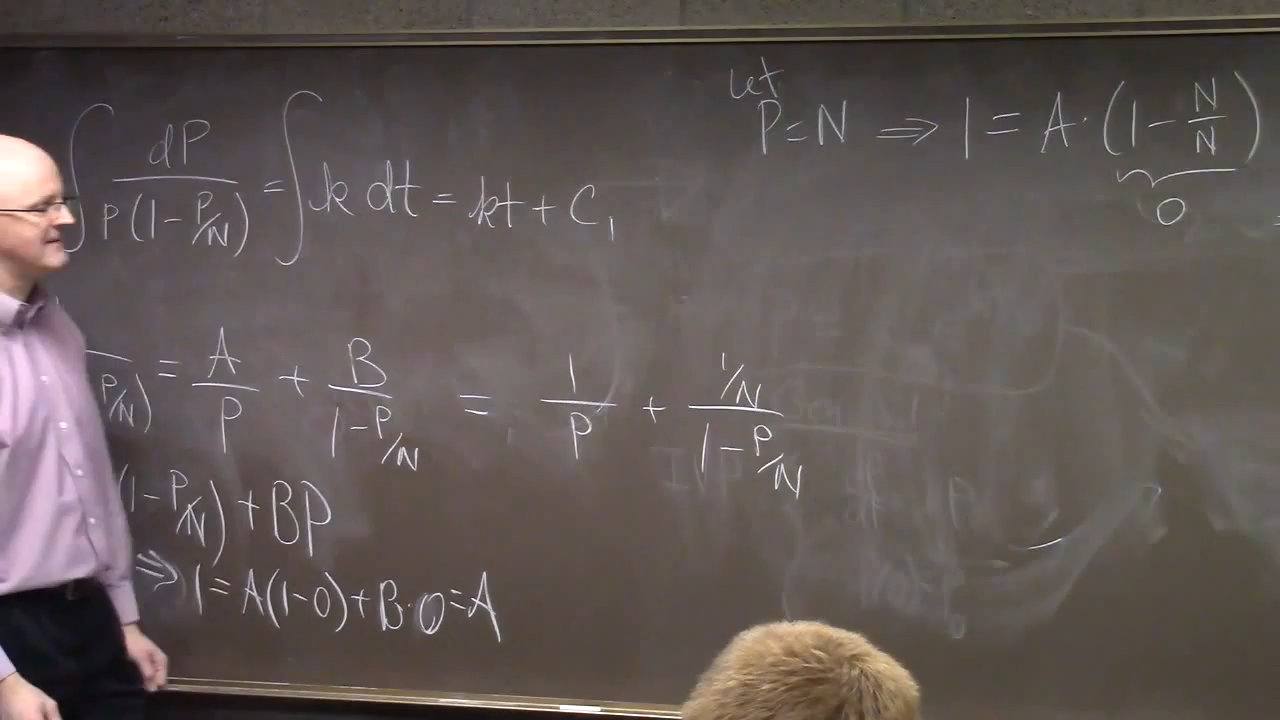 ∫ dP / P(1 - P/N) = ∫ k dt = kt + C₁
P/N) = A/P + B/(1 - P/N) = 1/P + (1/N)/(1 - P/N)
(1 - P/N) + BP
⇒ 1 = A(1-0) + B·0 = A
let
P = N ⇒ 1 = A·(1 - N/N)
0